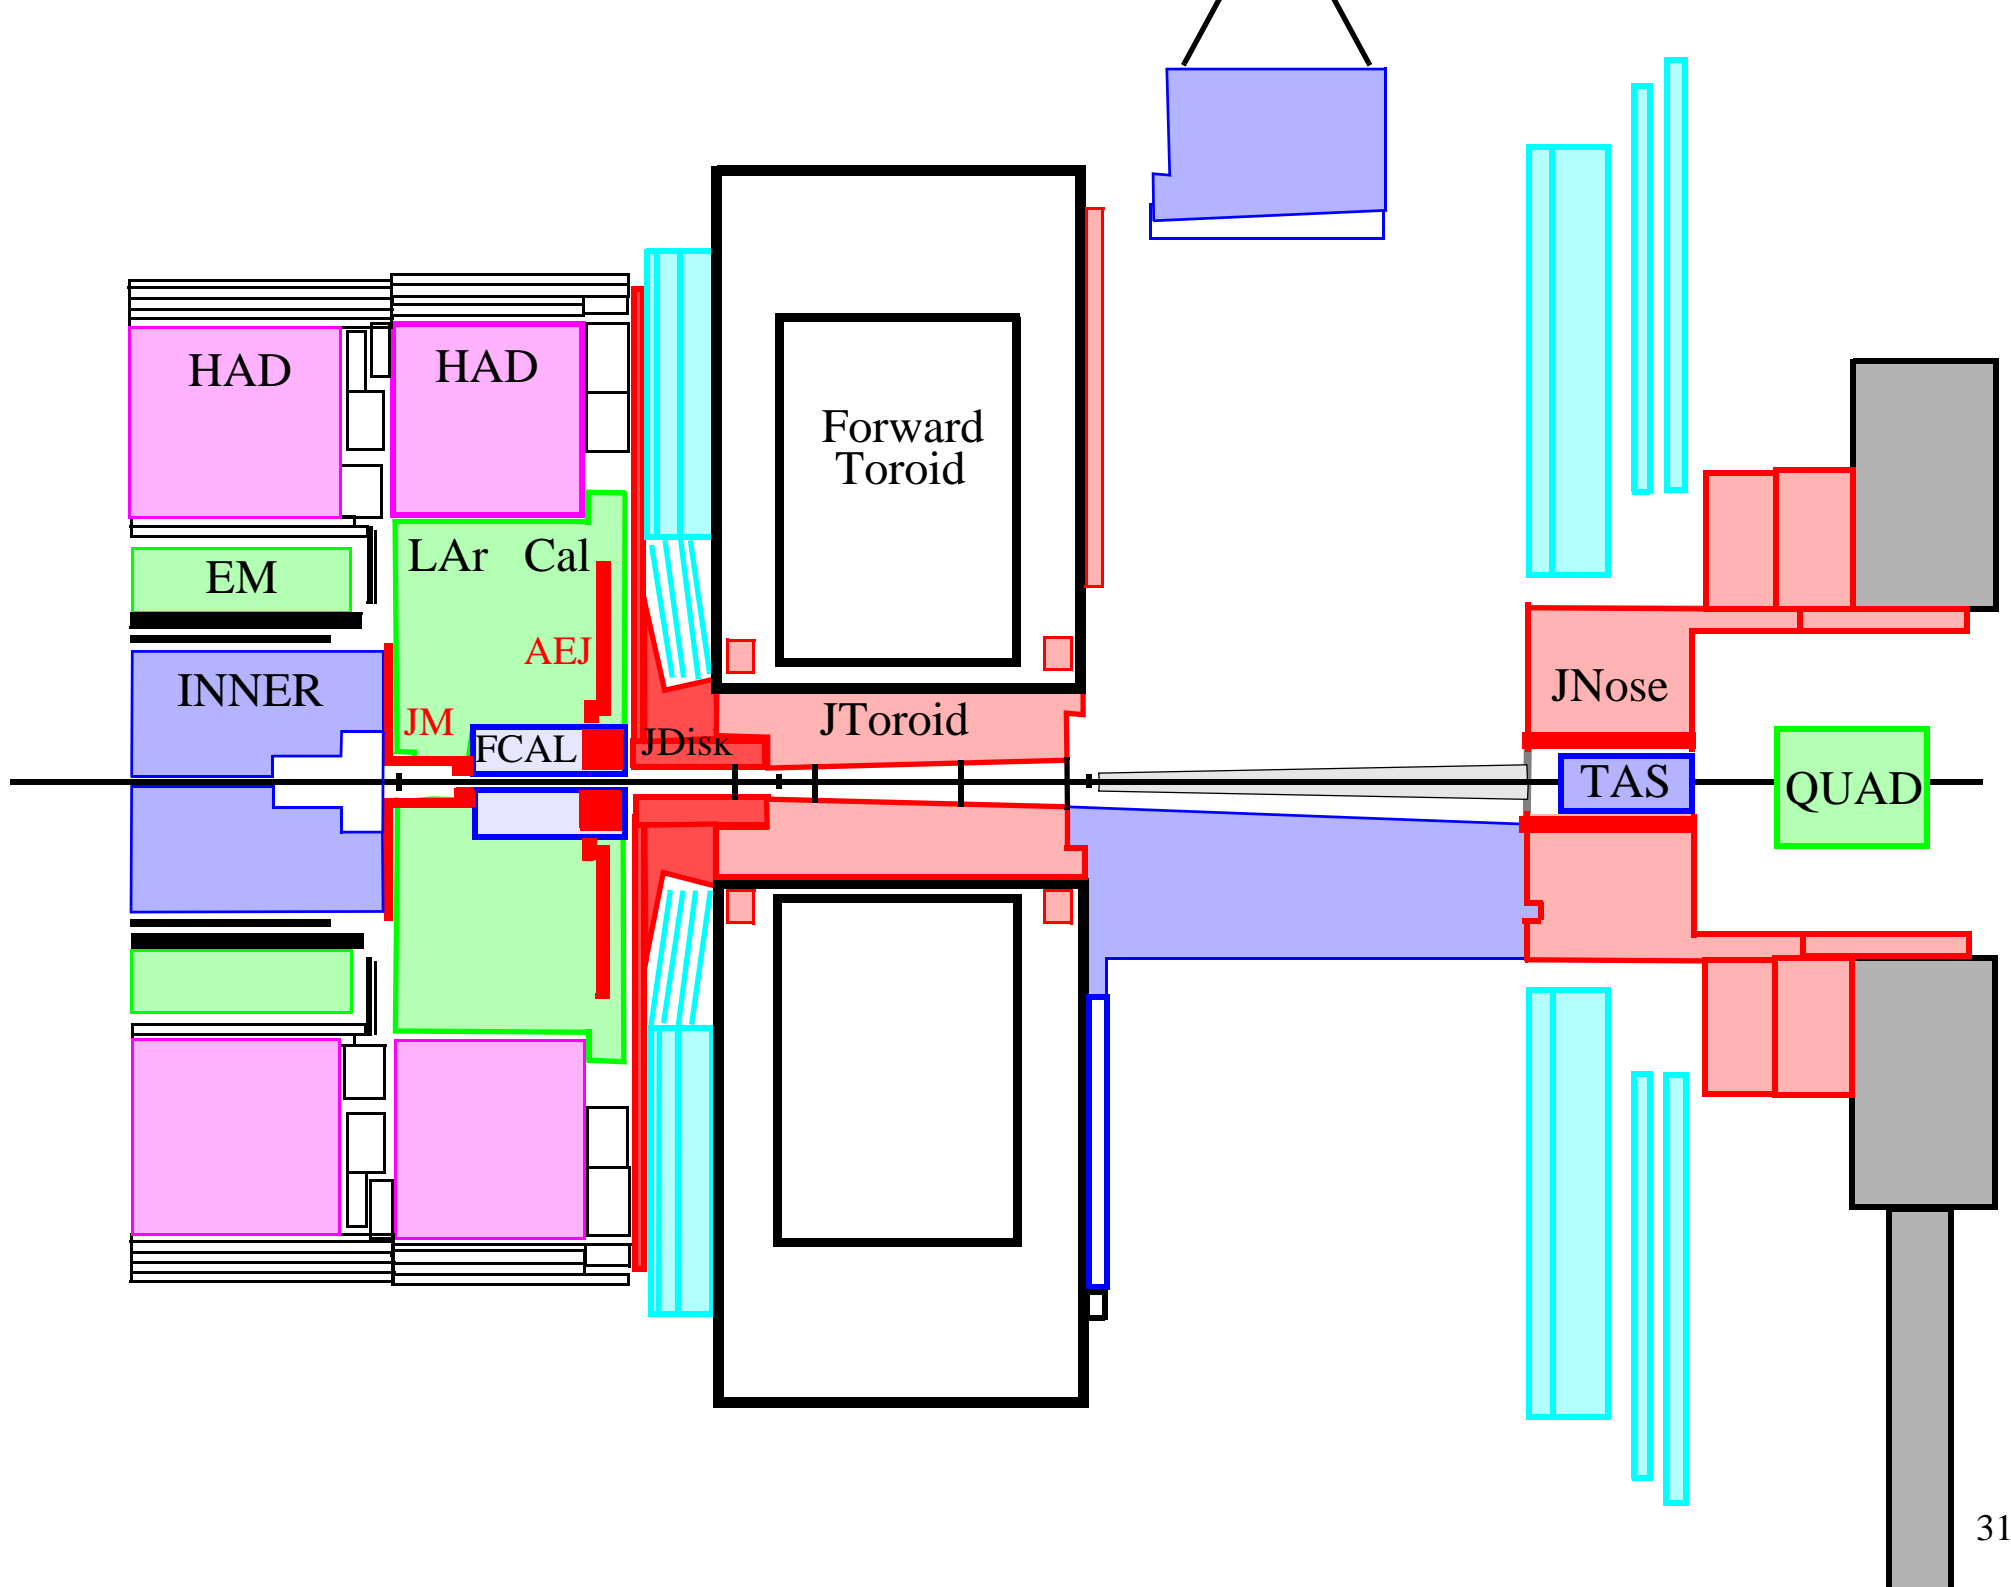 HAD
HAD
Forward
Toroid
LAr Cal
EM
AEJ
INNER
JM
FCAL
JDisk
JToroid
JNose
TAS
QUAD
31